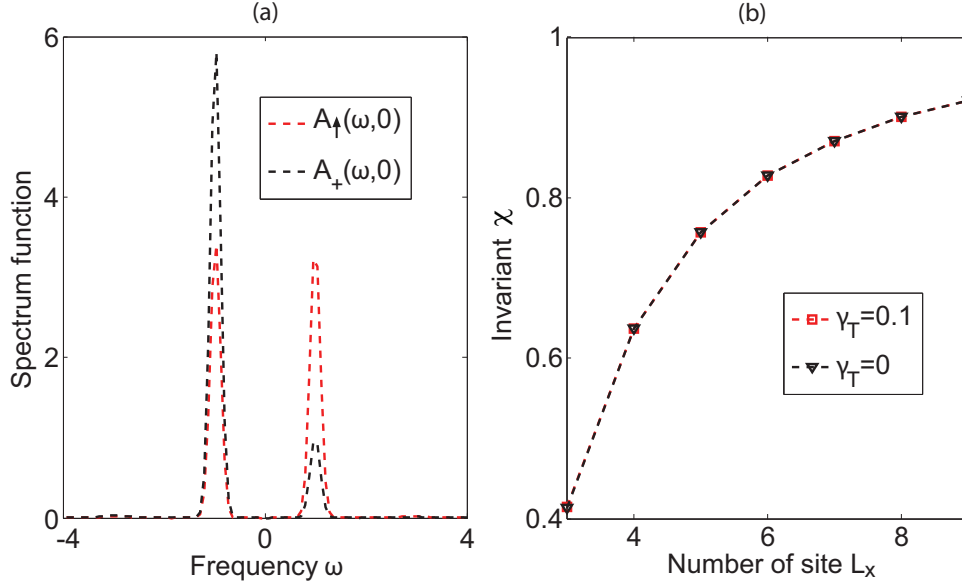 (a)
6
4
2
0
-4
0
4
Spectrum function
Frequency ω
A↑(ω,0)
A+(ω,0)
(b)
1
0.8
0.6
0.4
4
6
8
Invariant χ
Number of site Lx
γT=0.1
γT=0